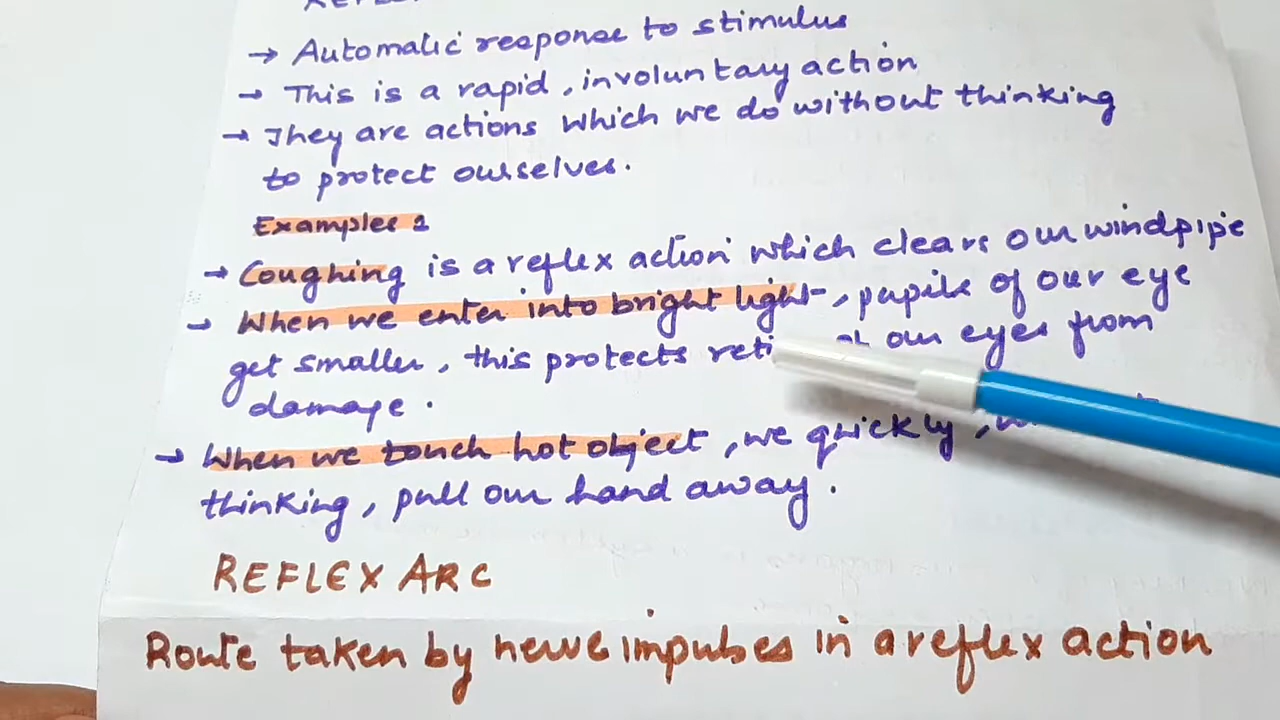 → Automatic response to stimulus
→ This is a rapid, involuntary action
→ They are actions which we do without thinking
to protect ourselves.
Examples
→ Coughing is a reflex action which clears our windpipe
→ When we enter into bright light, pupils of our eye
get smaller, this protects our eyes from
damage.
→ When we touch hot object, we quickly,
thinking, pull our hand away.
REFLEX ARC
Route taken by nerve impulses in a reflex action